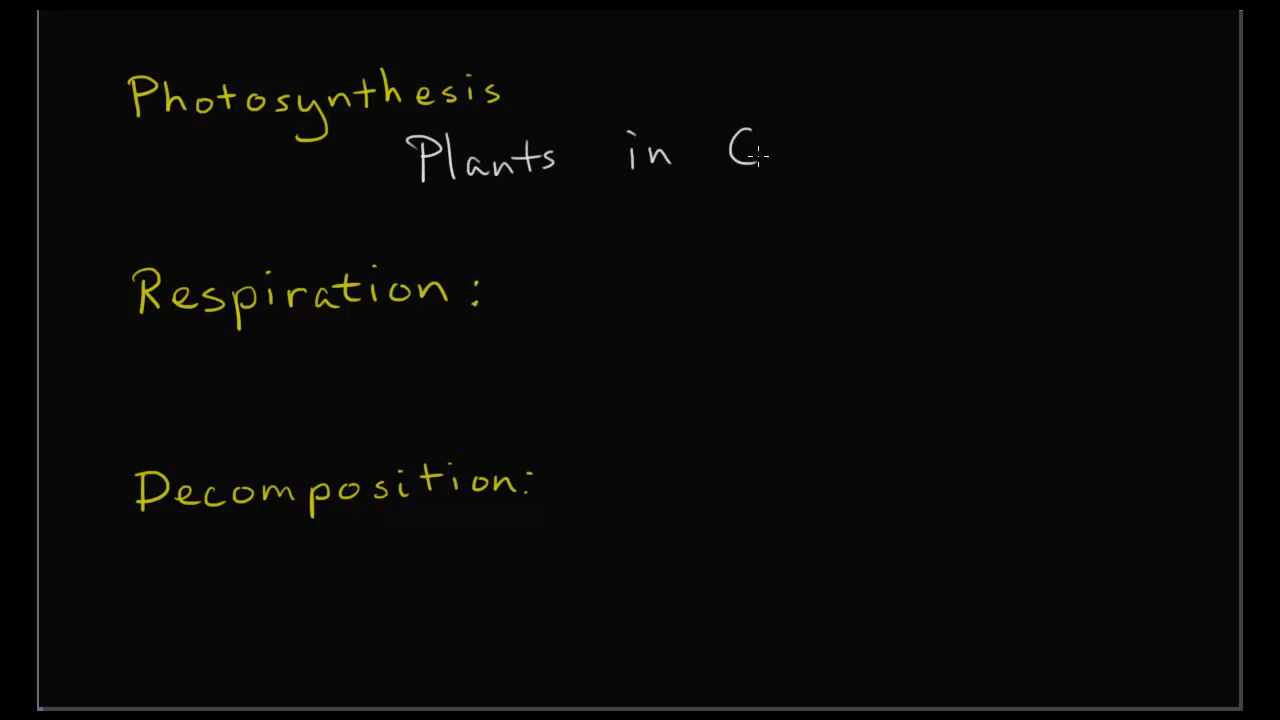 Photosynthesis
Plants in C
Respiration:
Decomposition: